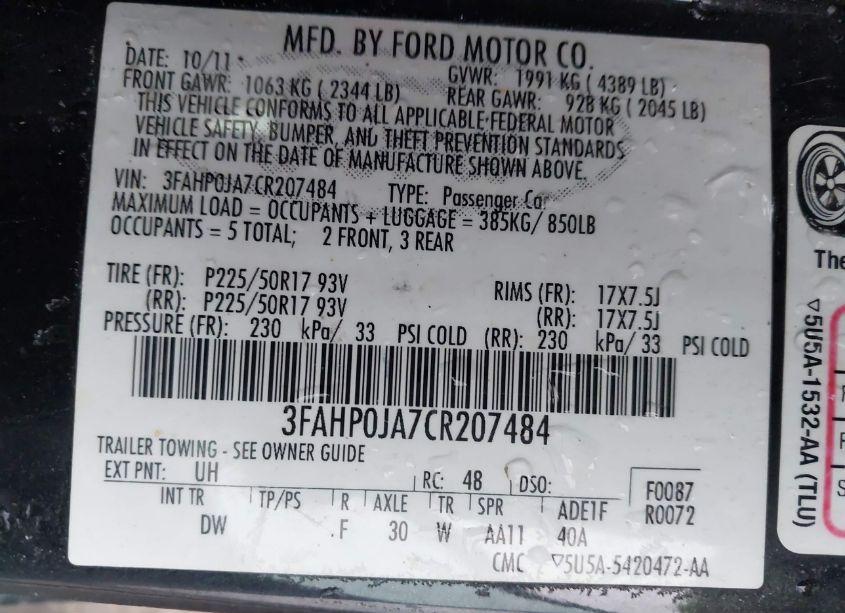 MFD. BY FORD MOTOR CO.
DATE: 10/11 GVWR: 1991 KG ( 4389 LB)
FRONT GAWR: 1063 KG ( 2344 LB) REAR GAWR: 928 KG ( 2045 LB)
THIS VEHICLE CONFORMS TO ALL APPLICABLE FEDERAL MOTOR
VEHICLE SAFETY, BUMPER, AND THEFT PREVENTION STANDARDS
IN EFFECT ON THE DATE OF MANUFACTURE SHOWN ABOVE.
VIN: 3FAHP0JA7CR207484 TYPE: Passenger Car
MAXIMUM LOAD = OCCUPANTS + LUGGAGE = 385KG/ 850LB
OCCUPANTS = 5 TOTAL; 2 FRONT, 3 REAR
TIRE (FR): P225/50R17 93V RIMS (FR): 17X7.5J
(RR): P225/50R17 93V (RR): 17X7.5J
PRESSURE (FR): 230 kPa/ 33 PSI COLD (RR): 230 kPa/ 33 PSI COLD
3FAHP0JA7CR207484
TRAILER TOWING - SEE OWNER GUIDE
EXT PNT: UH RC: 48 DSO: F0087
INT TR TP/PS R AXLE TR SPR ADE1F R0072
DW F 30 W AA11 40A
CMC ▽5U5A-5420472-AA
The
▽5U5A-1532-AA (TLU)